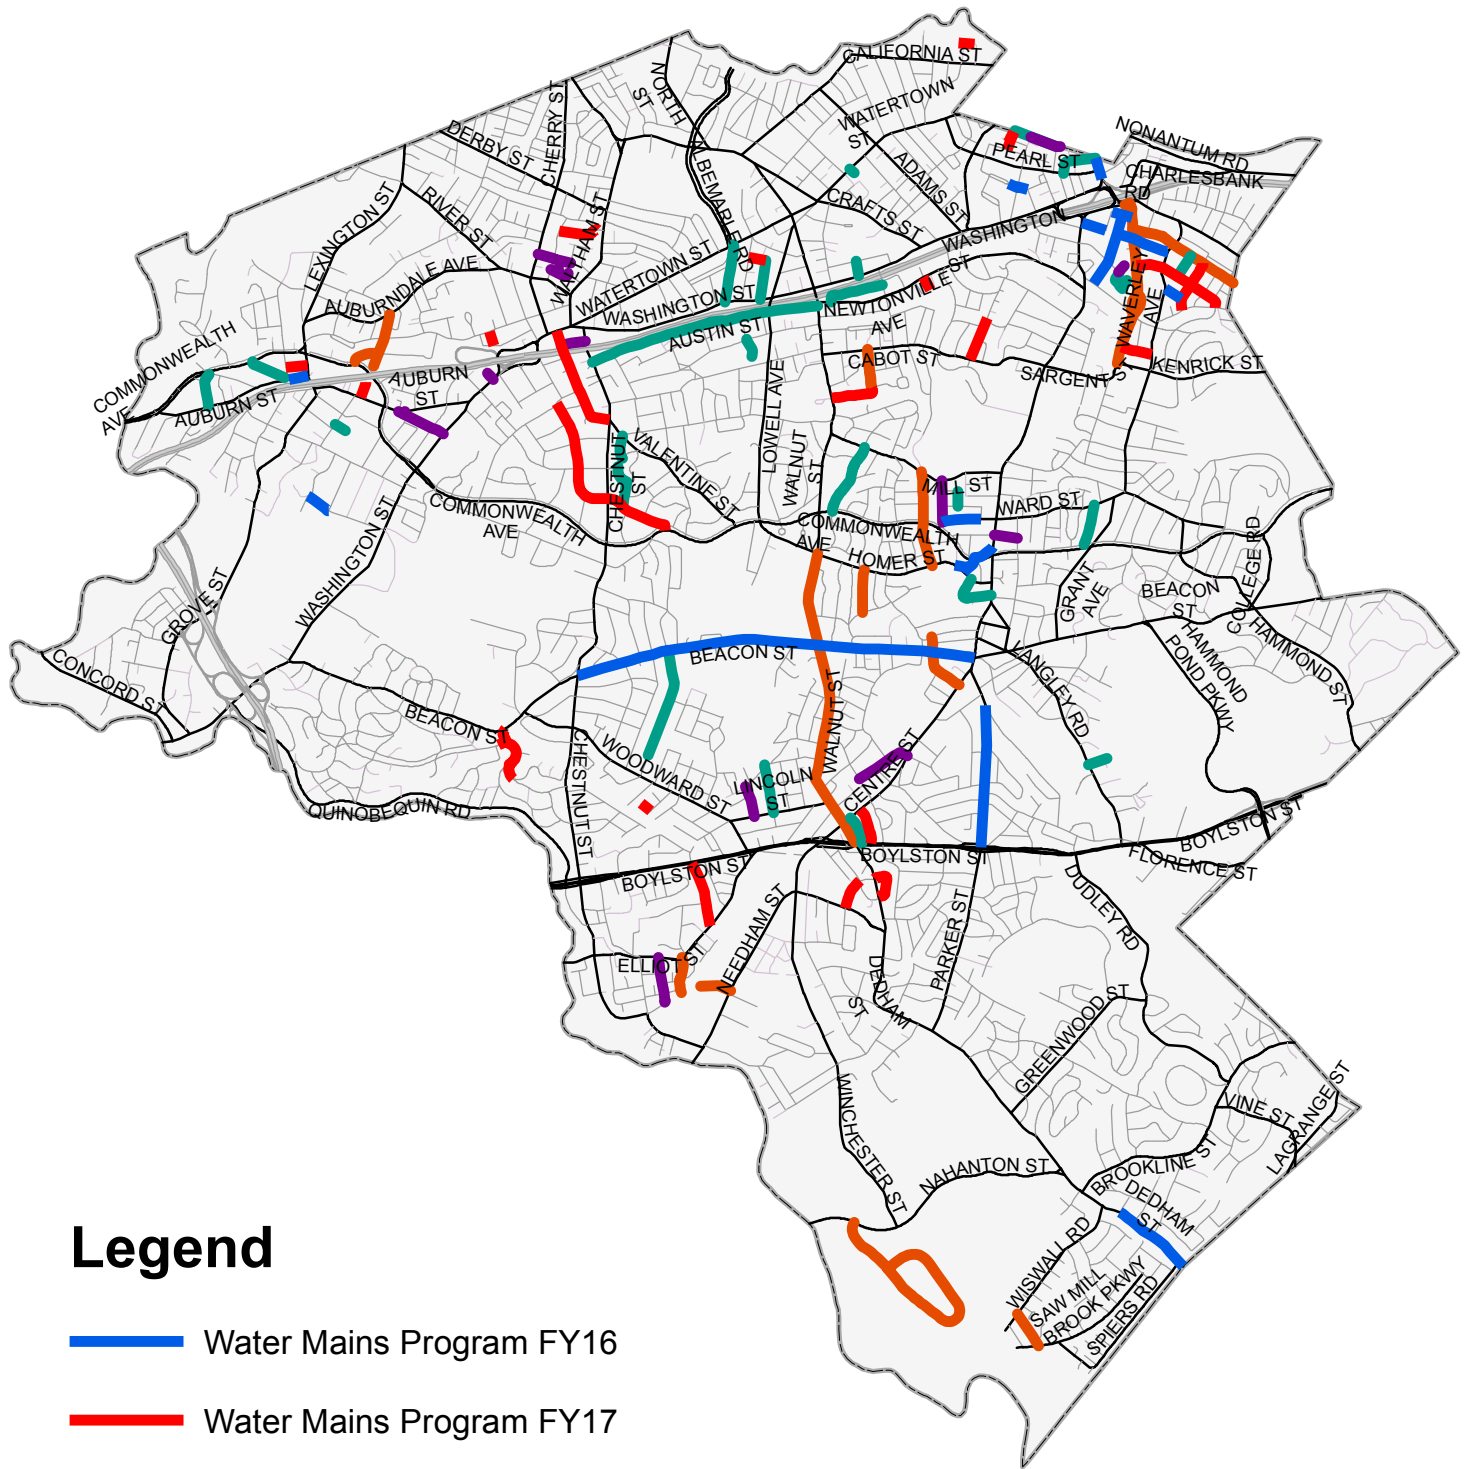 CALIFORNIA ST
NORTH
ST
WATERTOWN
ST
NONANTUM RD
DERBY ST
CHERRY ST
PEARL ST
CHARLESBANK
RD
ADAMS ST
CRAFTS ST
LEXINGTON ST
RIVER ST
WALTHAM ST
WASHINGTON
ST
WATERTOWN ST
AUBURNDALE AVE
WASHINGTON ST
NEWTONVILLE
AVE
WAVERLEY
AVE
AUSTIN ST
COMMONWEALTH
AVE
CABOT ST
SARGENT ST
KENRICK ST
AUBURN
ST
AUBURN ST
LOWELL AVE
WALNUT
ST
VALENTINE ST
CHESTNUT
ST
MILL ST
WARD ST
COMMONWEALTH
AVE
COMMONWEALTH
AVE
HOMER ST
WASHINGTON ST
GROVE ST
GRANT
AVE
BEACON
ST
COLLEGE RD
HAMMOND
POND PKWY
HAMMOND ST
CONCORD ST
BEACON ST
LANGLEY RD
BEACON ST
WALNUT ST
WOODWARD ST
CHESTNUT ST
LINCOLN
ST
CENTRE ST
QUINOBEQUIN RD
BOYLSTON ST
BOYLSTON ST
BOYLSTON ST
FLORENCE ST
DUDLEY RD
NEEDHAM ST
PARKER ST
ELLIOT ST
DEDHAM
ST
GREENWOOD ST
WINCHESTER ST
VINE ST
LAGRANGE ST
NAHANTON ST
BROOKLINE ST
DEDHAM
ST
WISWALL RD
SAW MILL
BROOK PKWY
SPIERS RD
Legend
Water Mains Program FY16
Water Mains Program FY17